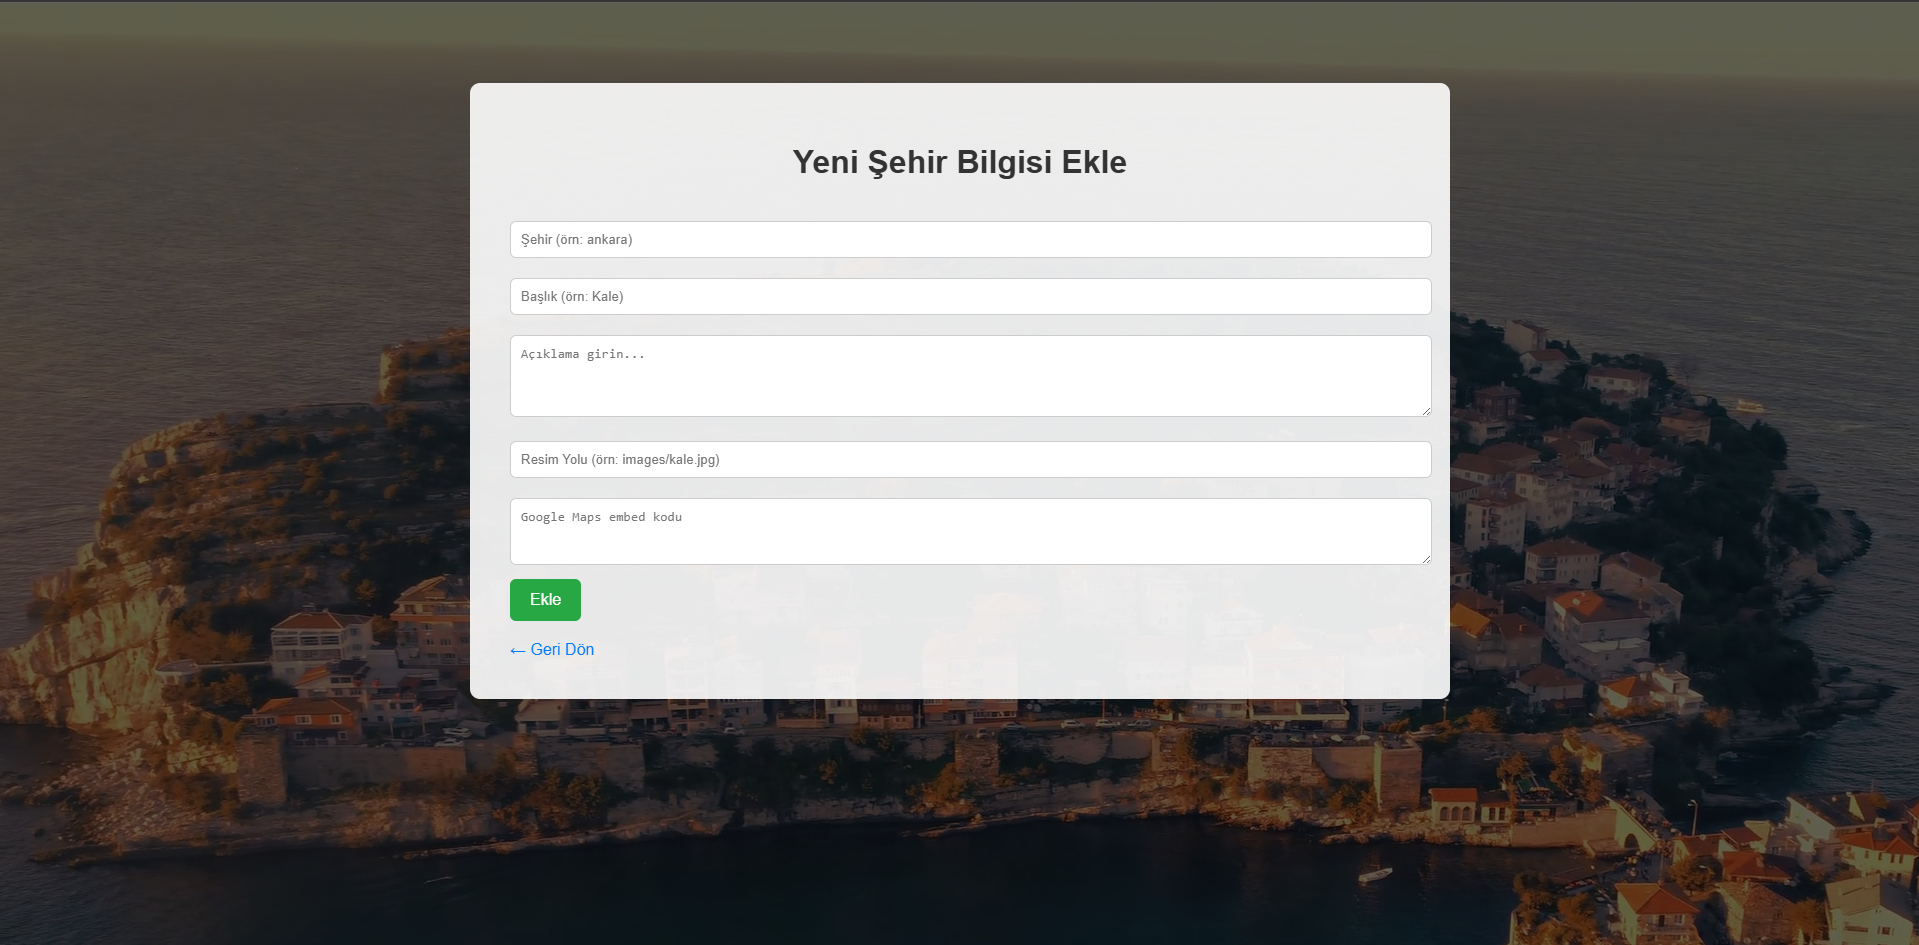 Yeni Şehir Bilgisi Ekle
Şehir (örn: ankara)
Başlık (örn: Kale)
Açıklama girin...
Resim Yolu (örn: images/kale.jpg)
Google Maps embed kodu
Ekle
← Geri Dön